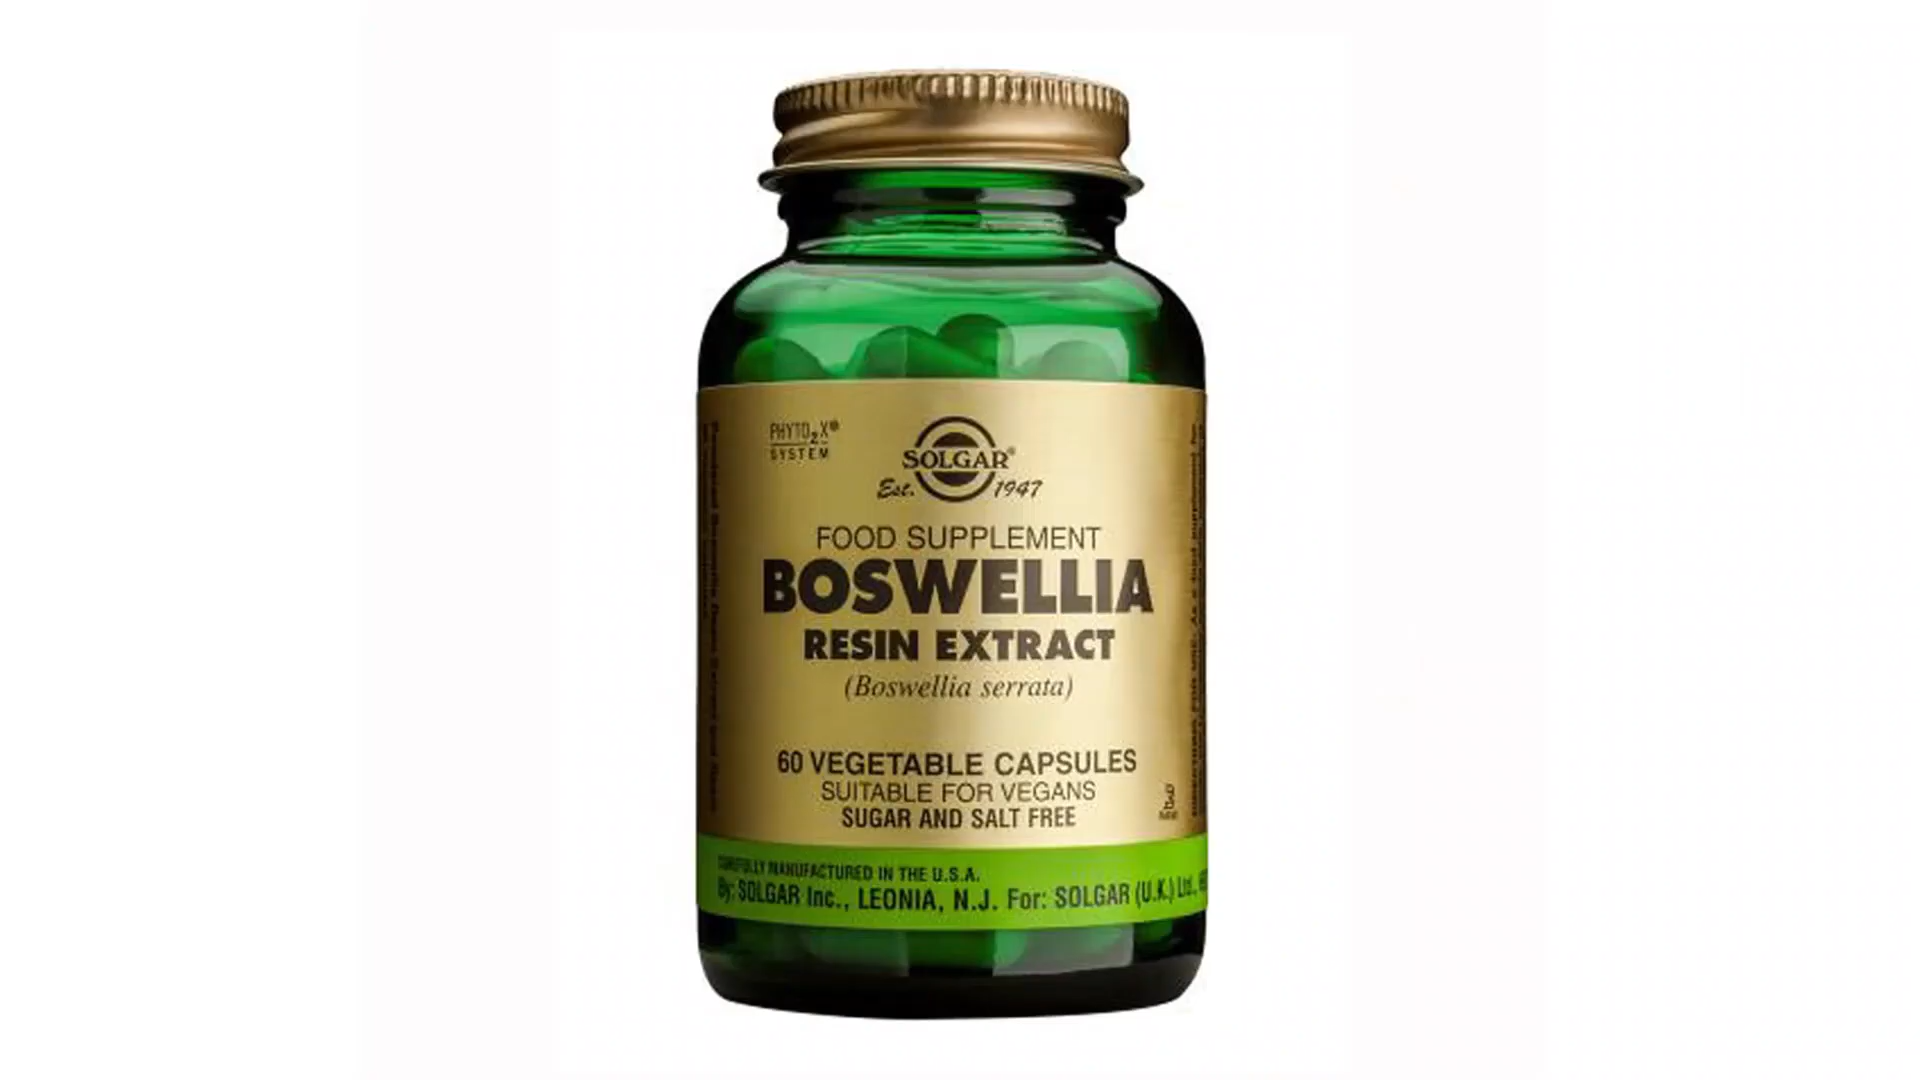 PHYTO2X®
SYSTEM
SOLGAR®
Est. 1947
FOOD SUPPLEMENT
BOSWELLIA
RESIN EXTRACT
(Boswellia serrata)
60 VEGETABLE CAPSULES
SUITABLE FOR VEGANS
SUGAR AND SALT FREE
CAREFULLY MANUFACTURED IN THE U.S.A.
By: SOLGAR Inc., LEONIA, N.J. For: SOLGAR (U.K.) Ltd.,